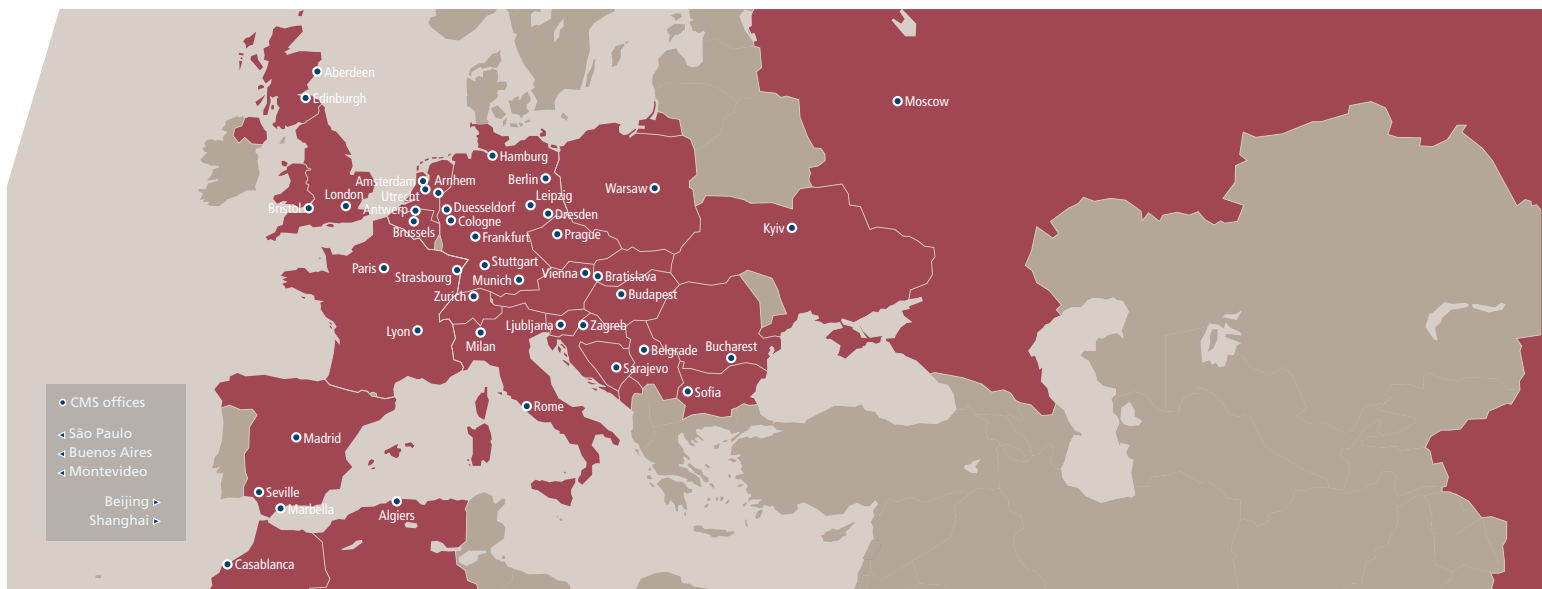 Aberdeen
Edinburgh
Hamburg
Moscow
Amsterdam
Arnhem
Berlin
Utrecht
Leipzig
Warsaw
London
Bristol
Antwerp
Duesseldorf
Dresden
Cologne
Brussels
Frankfurt
Prague
Kyiv
Paris
Strasbourg
Stuttgart
Munich
Vienna
Bratislava
Zurich
Budapest
Lyon
Milan
Ljubljana
Zagreb
Belgrade
Bucharest
Sarajevo
Sofia
Rome
Madrid
Seville
Marbella
Algiers
Casablanca
CMS offices
São Paulo
Buenos Aires
Montevideo
Beijing
Shanghai